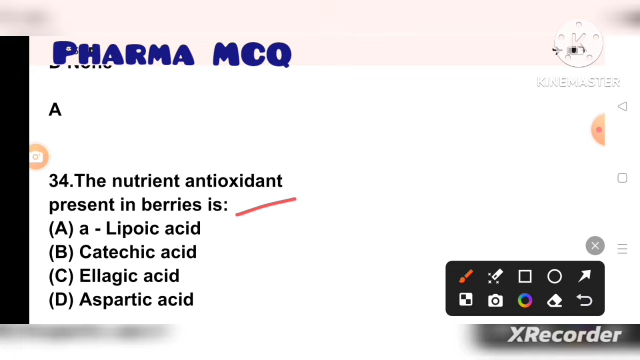 PHARMA MCQ
D None
KINEMASTER
A
34.The nutrient antioxidant
present in berries is:
(A) a - Lipoic acid
(B) Catechic acid
(C) Ellagic acid
(D) Aspartic acid
XRecorder